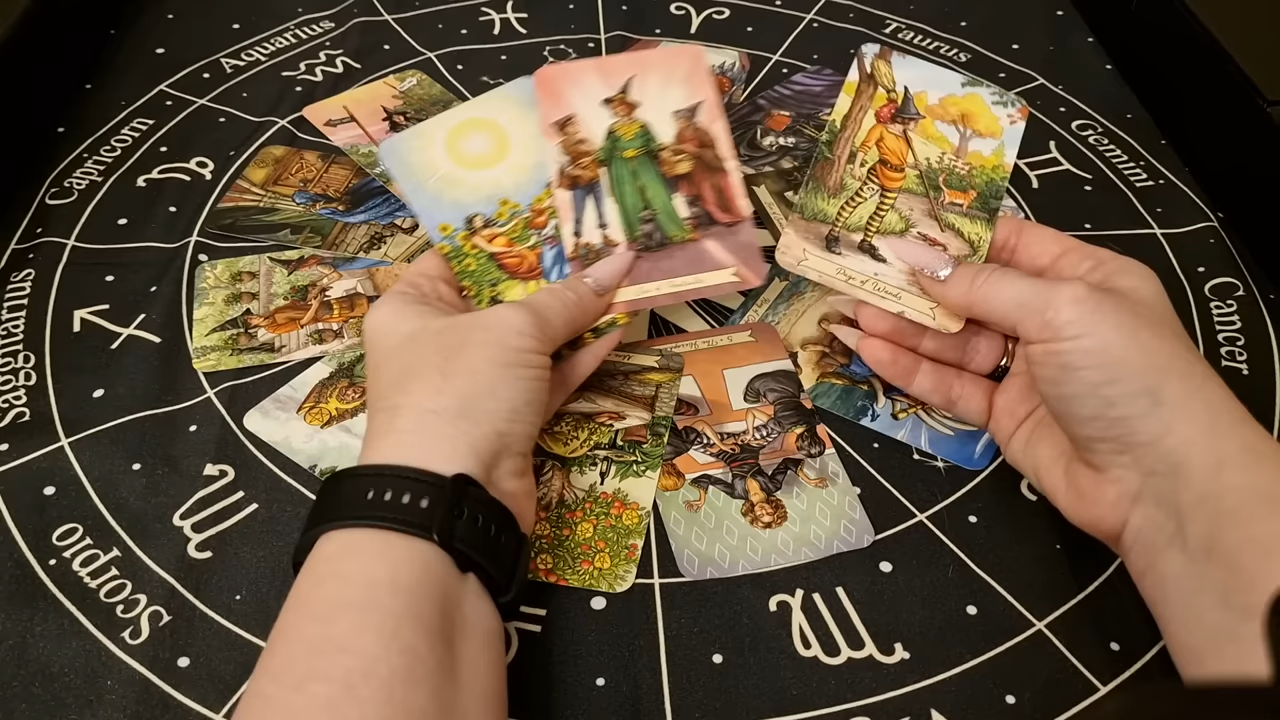 Aquarius
Taurus
Capricorn
Gemini
Sagittarius
Cancer
Page of Wands
5 • The Hierophant
Scorpio